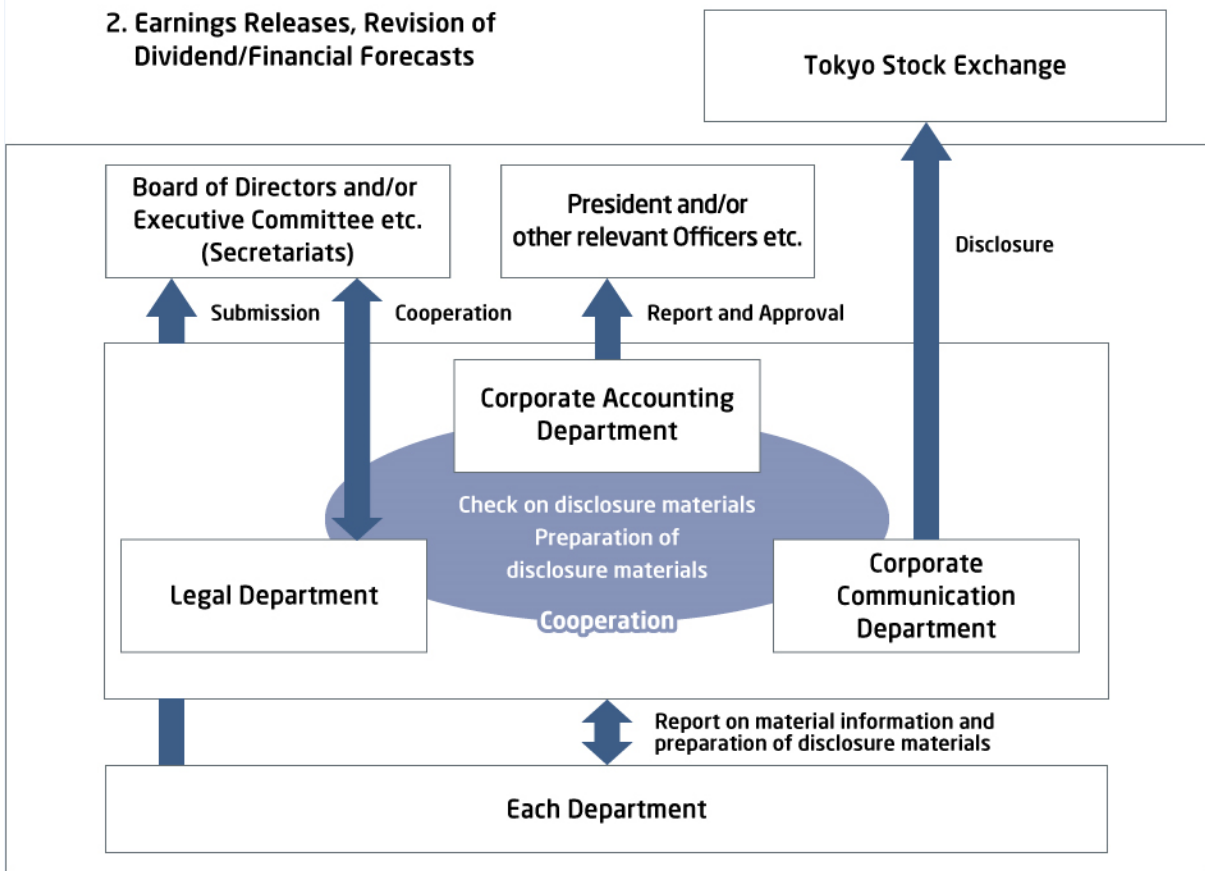 2. Earnings Releases, Revision of
Dividend/Financial Forecasts
Tokyo Stock Exchange
Board of Directors and/or
Executive Committee etc.
(Secretariats)
President and/or
other relevant Officers etc.
Disclosure
Submission
Cooperation
Report and Approval
Corporate Accounting
Department
Check on disclosure materials
Preparation of
disclosure materials
Cooperation
Legal Department
Corporate
Communication
Department
Report on material information and
preparation of disclosure materials
Each Department